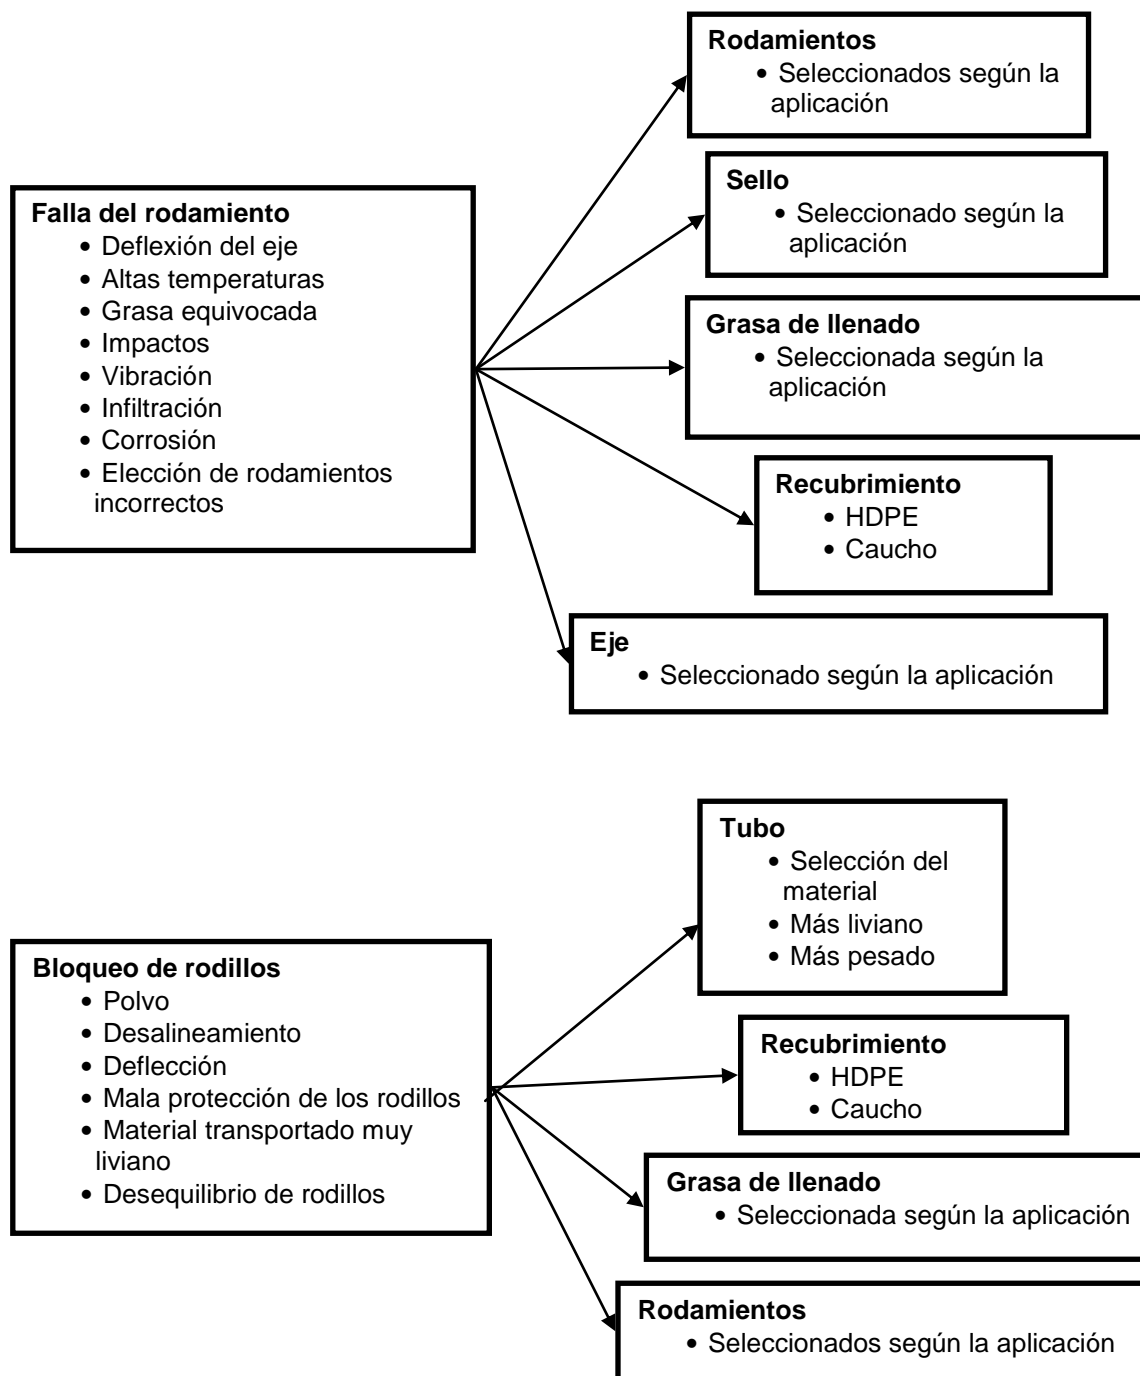 Rodamientos
• Seleccionados según la
aplicación
Sello
• Seleccionado según la
aplicación
Falla del rodamiento
• Deflexión del eje
• Altas temperaturas
• Grasa equivocada
• Impactos
• Vibración
• Infiltración
• Corrosión
• Elección de rodamientos
incorrectos
Grasa de llenado
• Seleccionada según la
aplicación
Recubrimiento
• HDPE
• Caucho
Eje
• Seleccionado según la aplicación
Tubo
• Selección del
material
• Más liviano
• Más pesado
Bloqueo de rodillos
• Polvo
• Desalineamiento
• Deflección
• Mala protección de los rodillos
• Material transportado muy
liviano
• Desequilibrio de rodillos
Recubrimiento
• HDPE
• Caucho
Grasa de llenado
• Seleccionada según la aplicación
Rodamientos
• Seleccionados según la aplicación